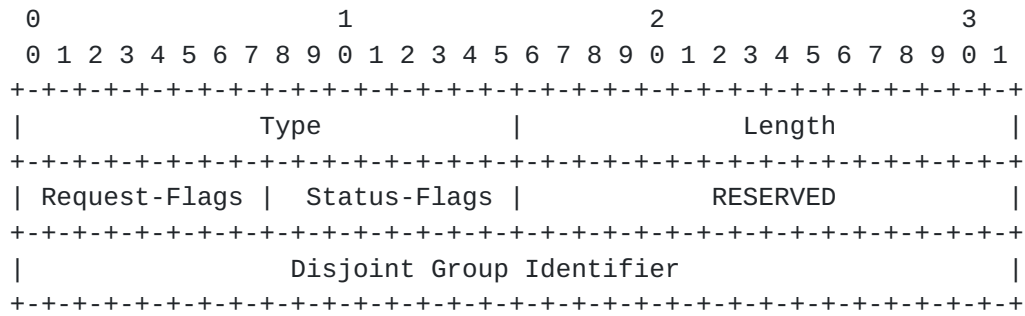 0                   1                   2                   3
 0 1 2 3 4 5 6 7 8 9 0 1 2 3 4 5 6 7 8 9 0 1 2 3 4 5 6 7 8 9 0 1
+-+-+-+-+-+-+-+-+-+-+-+-+-+-+-+-+-+-+-+-+-+-+-+-+-+-+-+-+-+-+-+-+
|               Type            |              Length           |
+-+-+-+-+-+-+-+-+-+-+-+-+-+-+-+-+-+-+-+-+-+-+-+-+-+-+-+-+-+-+-+-+
| Request-Flags |  Status-Flags |            RESERVED           |
+-+-+-+-+-+-+-+-+-+-+-+-+-+-+-+-+-+-+-+-+-+-+-+-+-+-+-+-+-+-+-+-+
|                 Disjoint Group Identifier                     |
+-+-+-+-+-+-+-+-+-+-+-+-+-+-+-+-+-+-+-+-+-+-+-+-+-+-+-+-+-+-+-+-+